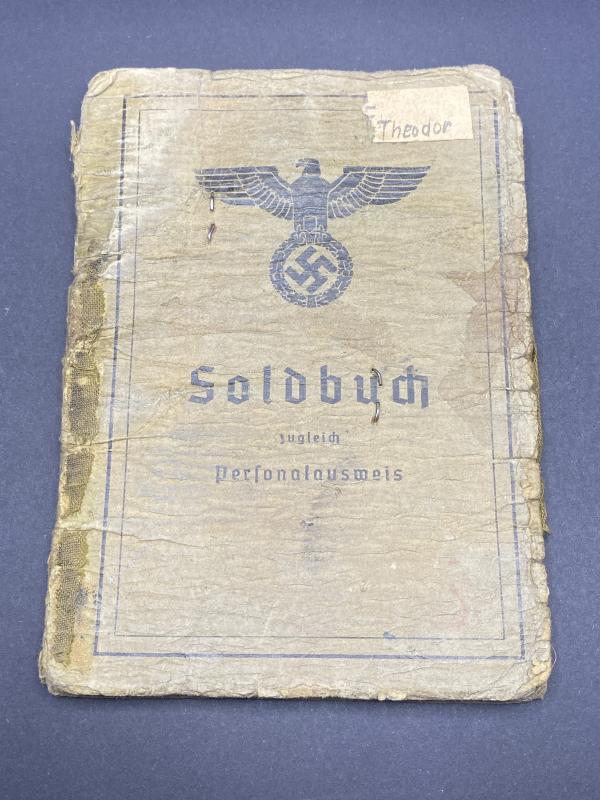 Theodor
Soldbuch
zugleich
Personalausweis